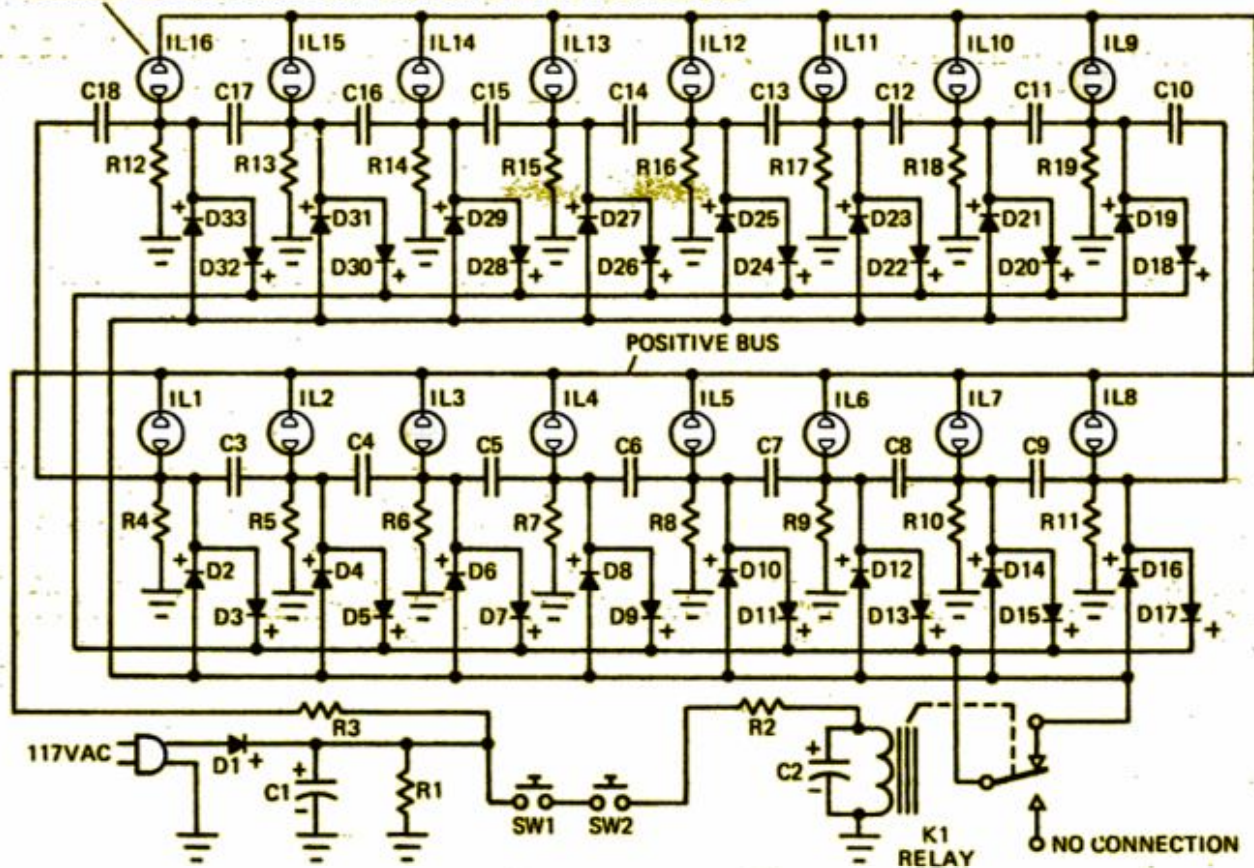 IL16 IL15 IL14 IL13 IL12 IL11 IL10 IL9
C18 C17 C16 C15 C14 C13 C12 C11 C10
R12 R13 R14 R15 R16 R17 R18 R19
+ D33 + D31 + D29 + D27 + D25 + D23 + D21 + D19
D32 + D30 + D28 + D26 + D24 + D22 + D20 + D18 +
POSITIVE BUS
IL1 IL2 IL3 IL4 IL5 IL6 IL7 IL8
C3 C4 C5 C6 C7 C8 C9
R4 R5 R6 R7 R8 R9 R10 R11
+ D2 + D4 + D6 + D8 + D10 + D12 + D14 + D16
D3 + D5 + D7 + D9 + D11 + D13 + D15 + D17 +
R3 R2
117VAC D1 + + C1 - R1 + C2 -
SW1 SW2
K1
RELAY
NO CONNECTION